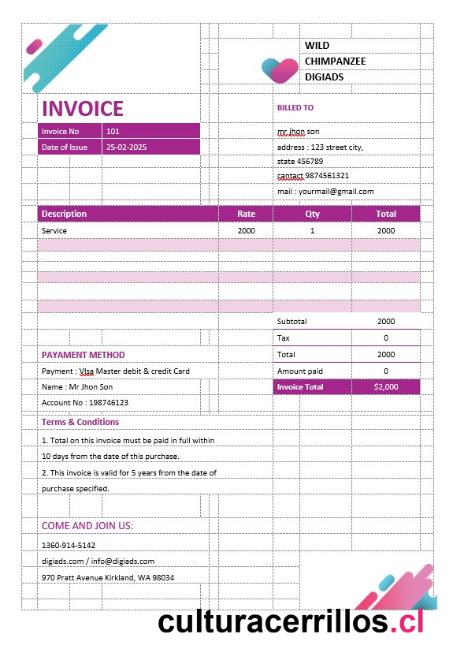 WILD
CHIMPANZEE
DIGIADS
INVOICE
Invoice No 101
Date of Issue 25-02-2025
BILLED TO
mr.jhon son
address : 123 street city,
state 456789
cantact 9874561321
mail : yourmail@gmail.com
Description Rate Qty Total
Service 2000 1 2000
Subtotal 2000
Tax 0
Total 2000
Amount paid 0
Invoice Total $2,000
PAYAMENT METHOD
Payment : VIsa Master debit & credit Card
Name : Mr Jhon Son
Account No : 198746123
Terms & Conditions
1. Total on this invoice must be paid in full within
10 days from the date of this purchase.
2. This invoice is valid for 5 years from the date of
purchase specified.
COME AND JOIN US:
1360-914-5142
digiads.com / info@digiads.com
970 Pratt Avenue Kirkland, WA 98034
culturacerrillos.cl